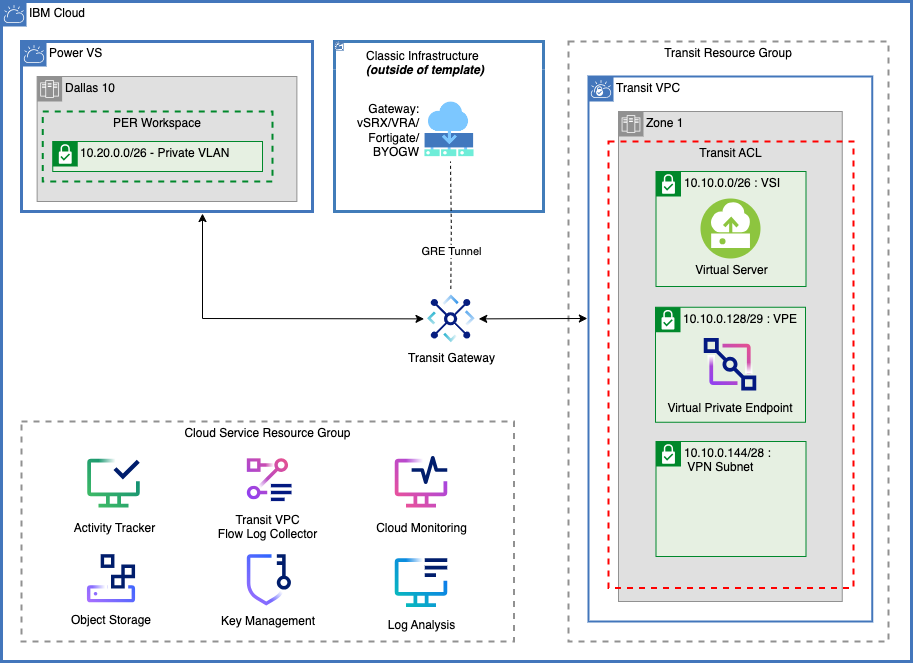 IBM Cloud
Power VS
Dallas 10
PER Workspace
10.20.0.0/26 - Private VLAN
Classic Infrastructure
(outside of template)
Gateway:
vSRX/VRA/
Fortigate/
BYOGW
GRE Tunnel
Transit Gateway
Transit Resource Group
Transit VPC
Zone 1
Transit ACL
10.10.0.0/26 : VSI
Virtual Server
10.10.0.128/29 : VPE
Virtual Private Endpoint
10.10.0.144/28 :
VPN Subnet
Cloud Service Resource Group
Activity Tracker
Transit VPC
Flow Log Collector
Cloud Monitoring
Object Storage
Key Management
Log Analysis